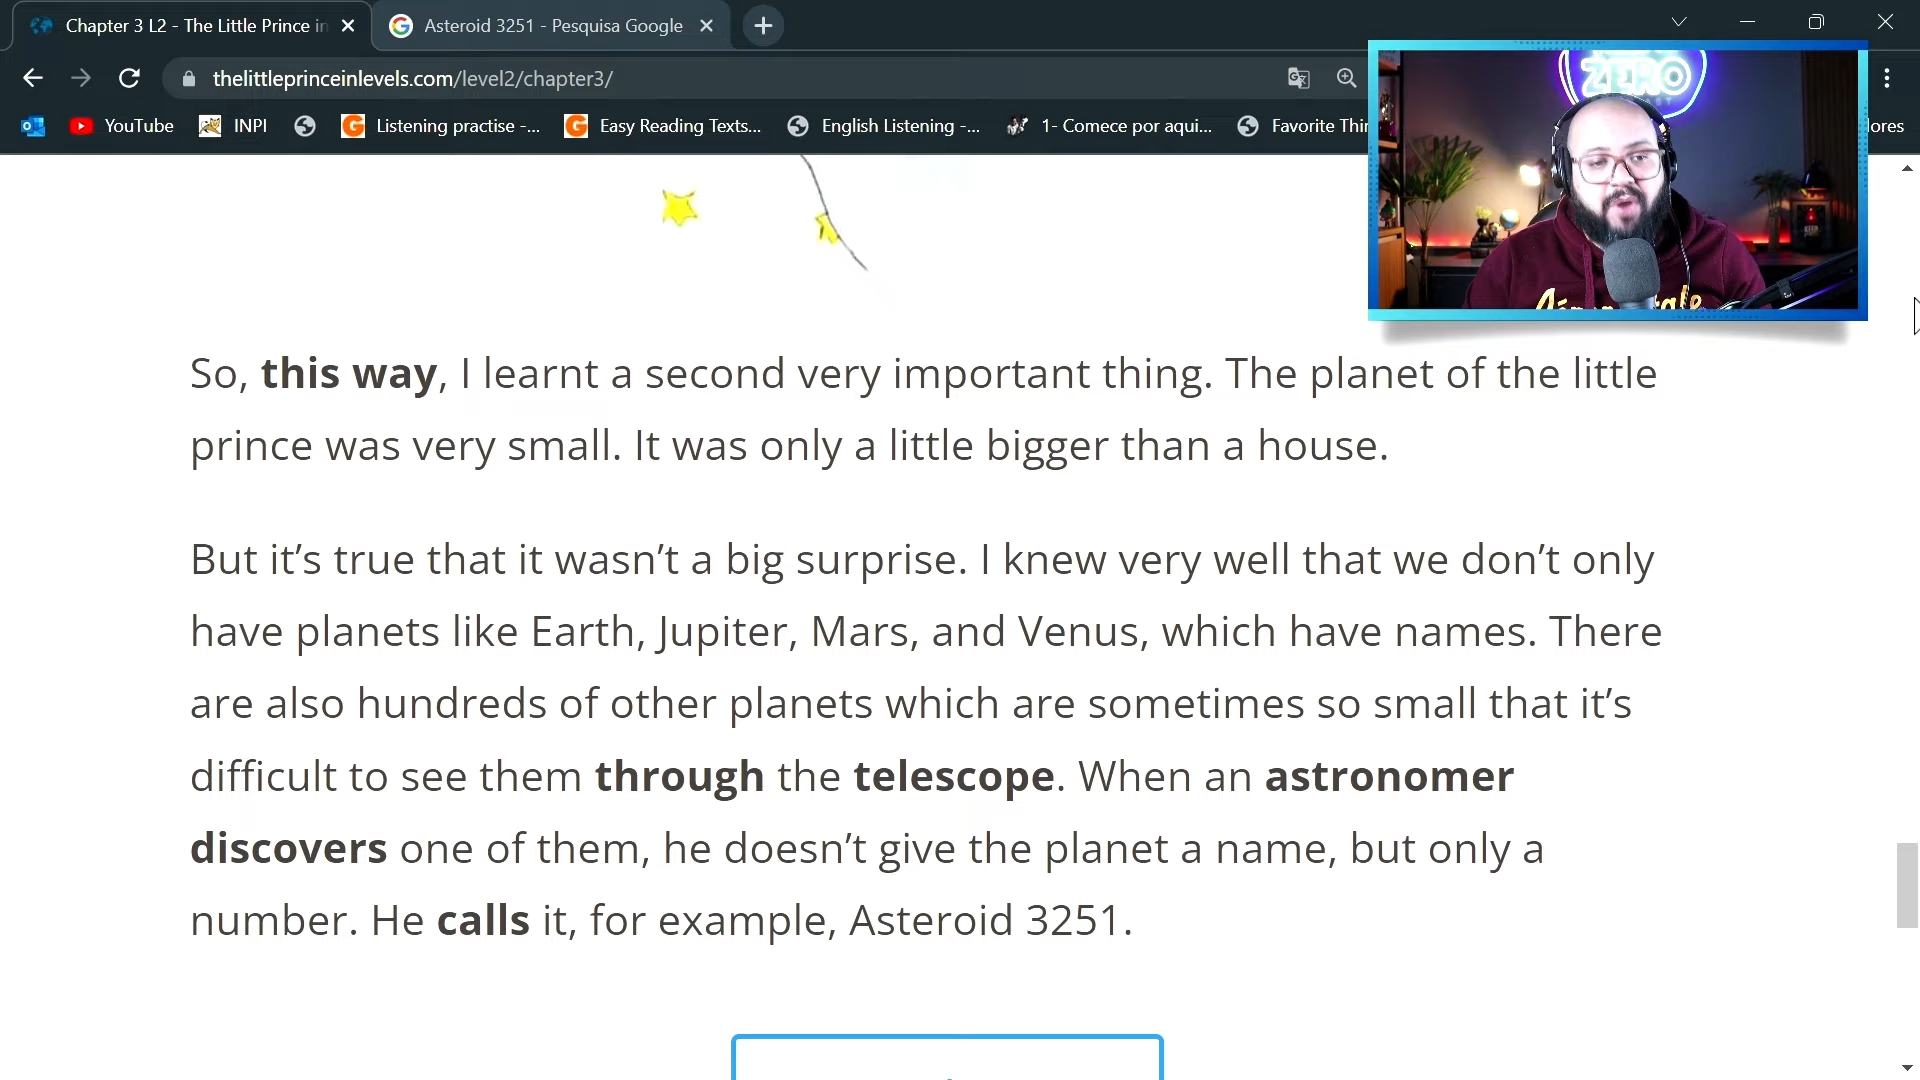 Chapter 3 L2 - The Little Prince in
Asteroid 3251 - Pesquisa Google
thelittleprinceinlevels.com/level2/chapter3/
YouTube
INPI
Listening practise -...
Easy Reading Texts...
English Listening -...
1- Comece por aqui...
Favorite Thi
ores
ZERO
So, this way, I learnt a second very important thing. The planet of the little
prince was very small. It was only a little bigger than a house.
But it’s true that it wasn’t a big surprise. I knew very well that we don’t only
have planets like Earth, Jupiter, Mars, and Venus, which have names. There
are also hundreds of other planets which are sometimes so small that it’s
difficult to see them through the telescope. When an astronomer
discovers one of them, he doesn’t give the planet a name, but only a
number. He calls it, for example, Asteroid 3251.